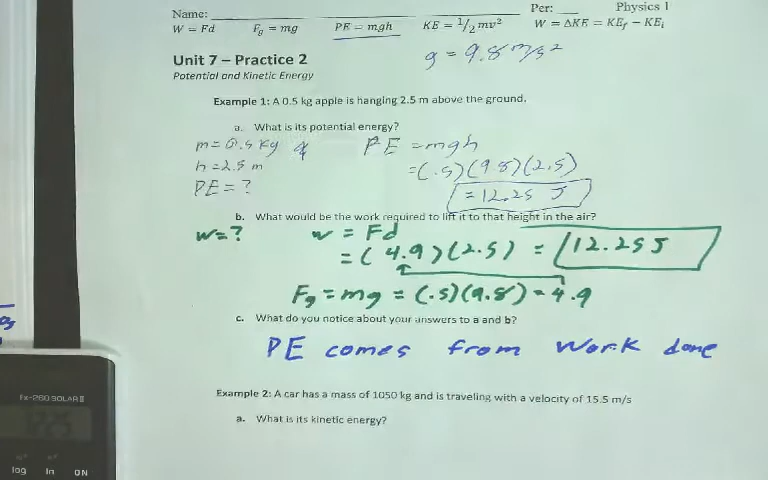 Name: Per: Physics 1
W = Fd F_g = mg PE = mgh KE = 1/2 mv² W = ΔKE = KE_f − KE_i
g = 9.8 m/s²
Unit 7 – Practice 2
Potential and Kinetic Energy
Example 1: A 0.5 kg apple is hanging 2.5 m above the ground.
a. What is its potential energy?
m = 0.5 kg PE = mgh
h = 2.5 m =(.5)(9.8)(2.5)
PE = ? = 12.25 J
b. What would be the work required to lift it to that height in the air?
W = ? W = Fd
= (4.9)(2.5) = 12.25 J
Fg = mg = (.5)(9.8) = 4.9
c. What do you notice about your answers to a and b?
PE comes from work done
Example 2: A car has a mass of 1050 kg and is traveling with a velocity of 15.5 m/s
a. What is its kinetic energy?
fx-260 SOLAR II
log ln ON